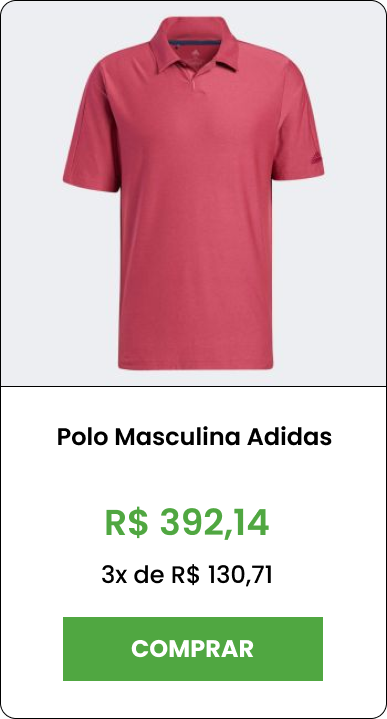 Polo Masculina Adidas
R$ 392,14
3x de R$ 130,71
COMPRAR